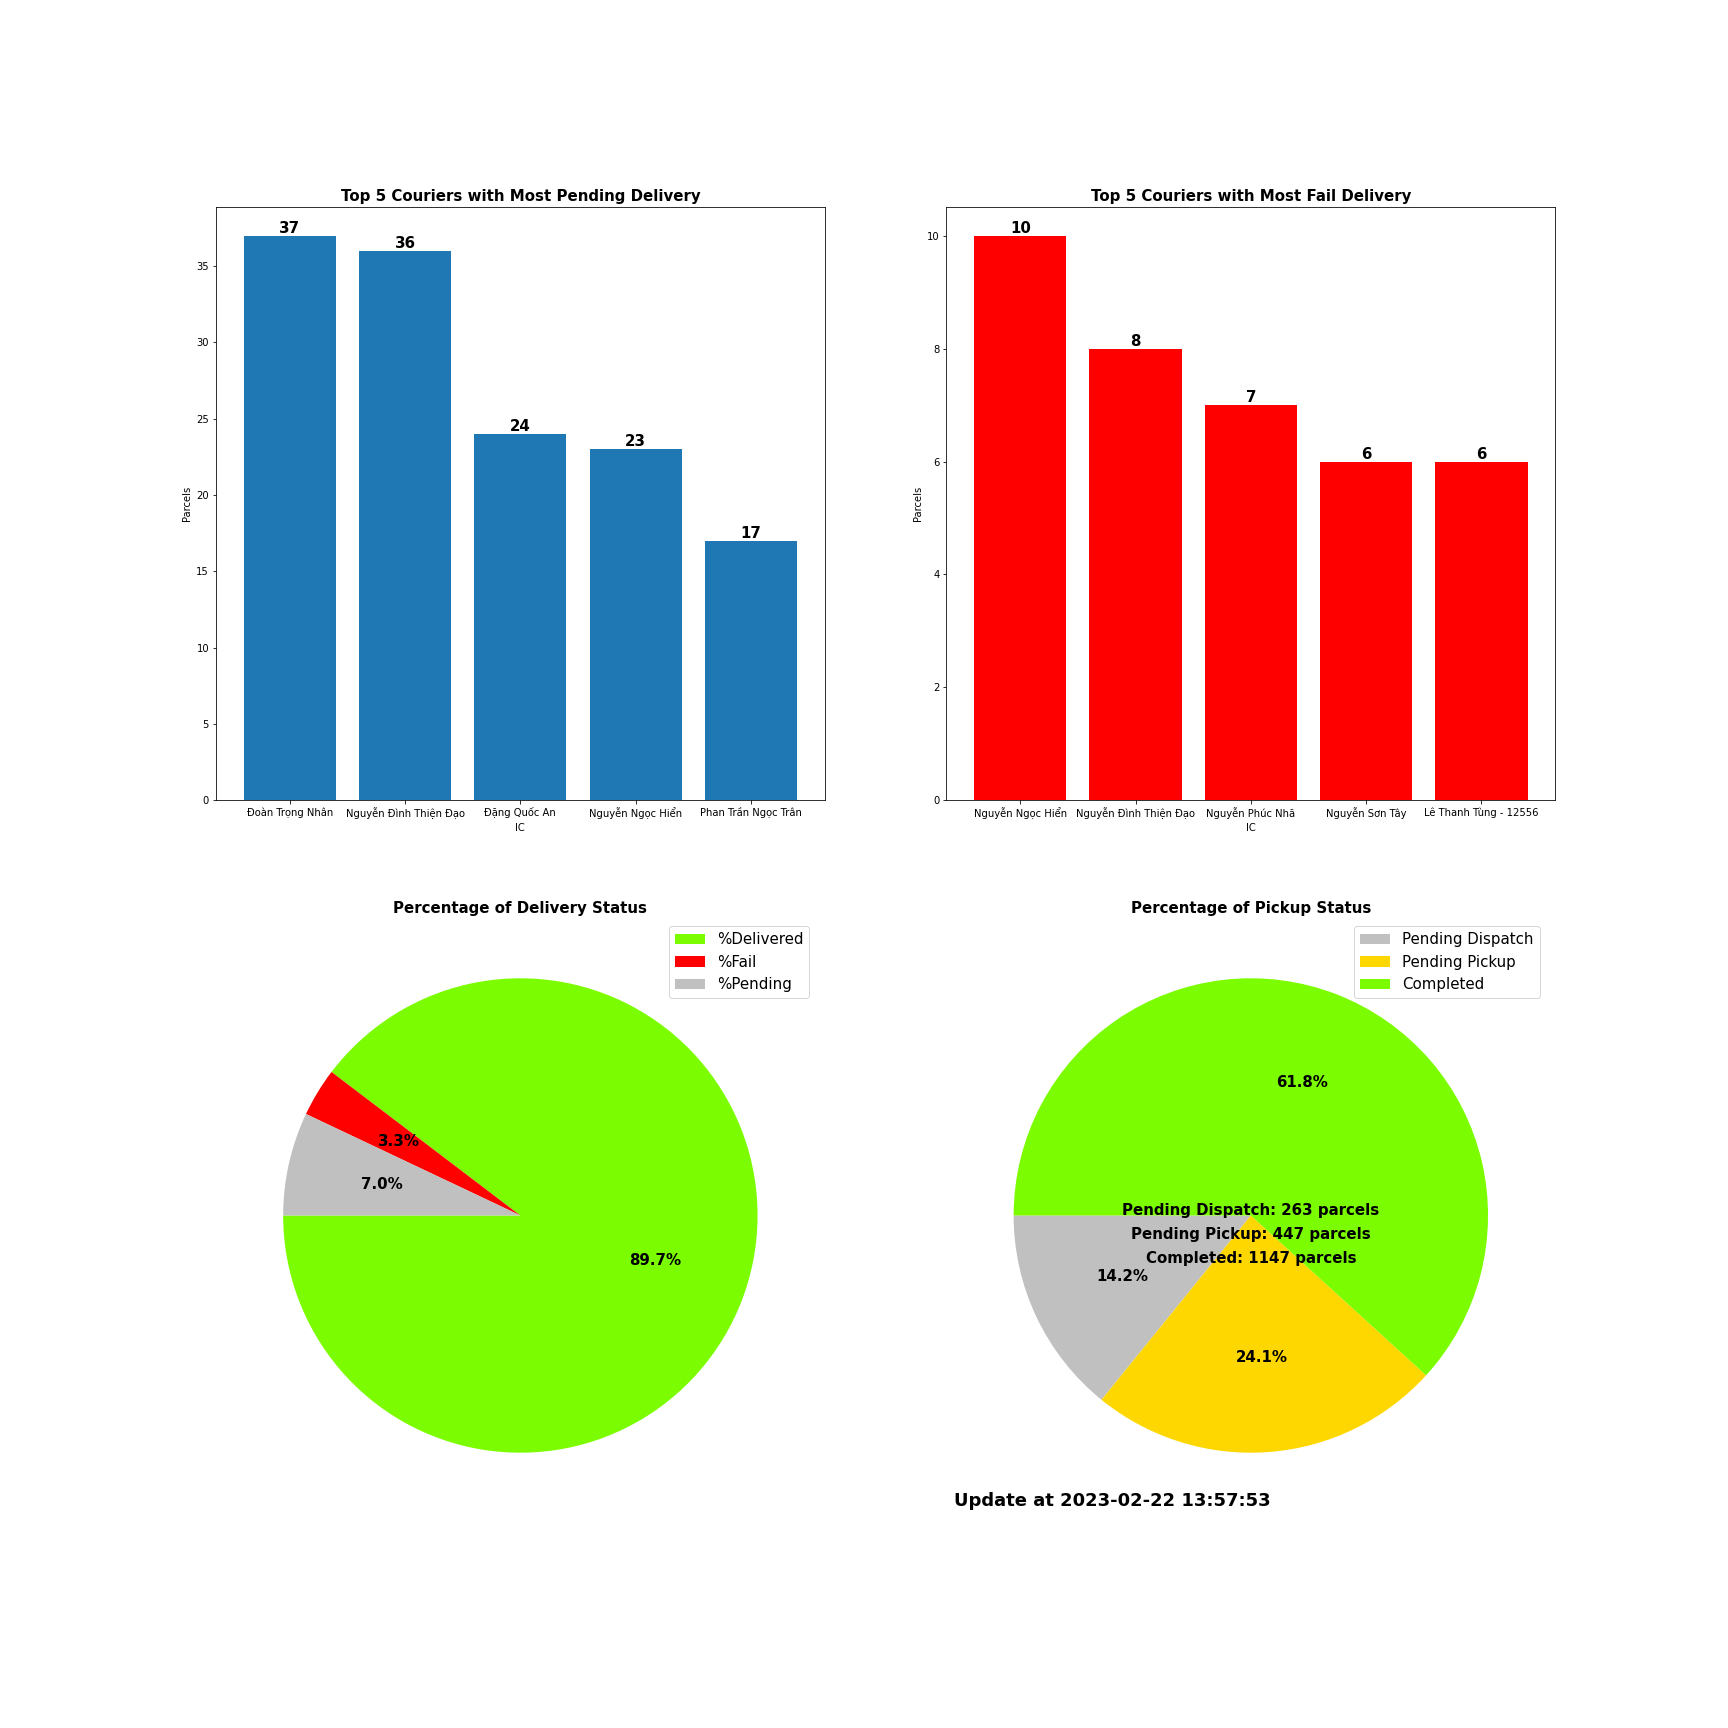 Top 5 Couriers with Most Pending Delivery
37
36
24
23
17
35
30
25
20
15
10
5
0
Parcels
Đoàn Trọng Nhân
Nguyễn Đình Thiện Đạo
Đặng Quốc An
Nguyễn Ngọc Hiển
Phan Trần Ngọc Trân
IC
Top 5 Couriers with Most Fail Delivery
10
8
7
6
6
10
8
6
4
2
0
Parcels
Nguyễn Ngọc Hiển
Nguyễn Đình Thiện Đạo
Nguyễn Phúc Nhã
Nguyễn Sơn Tây
Lê Thanh Tùng - 12556
IC
Percentage of Delivery Status
%Delivered
%Fail
%Pending
3.3%
7.0%
89.7%
Percentage of Pickup Status
Pending Dispatch
Pending Pickup
Completed
61.8%
Pending Dispatch: 263 parcels
Pending Pickup: 447 parcels
Completed: 1147 parcels
14.2%
24.1%
Update at 2023-02-22 13:57:53